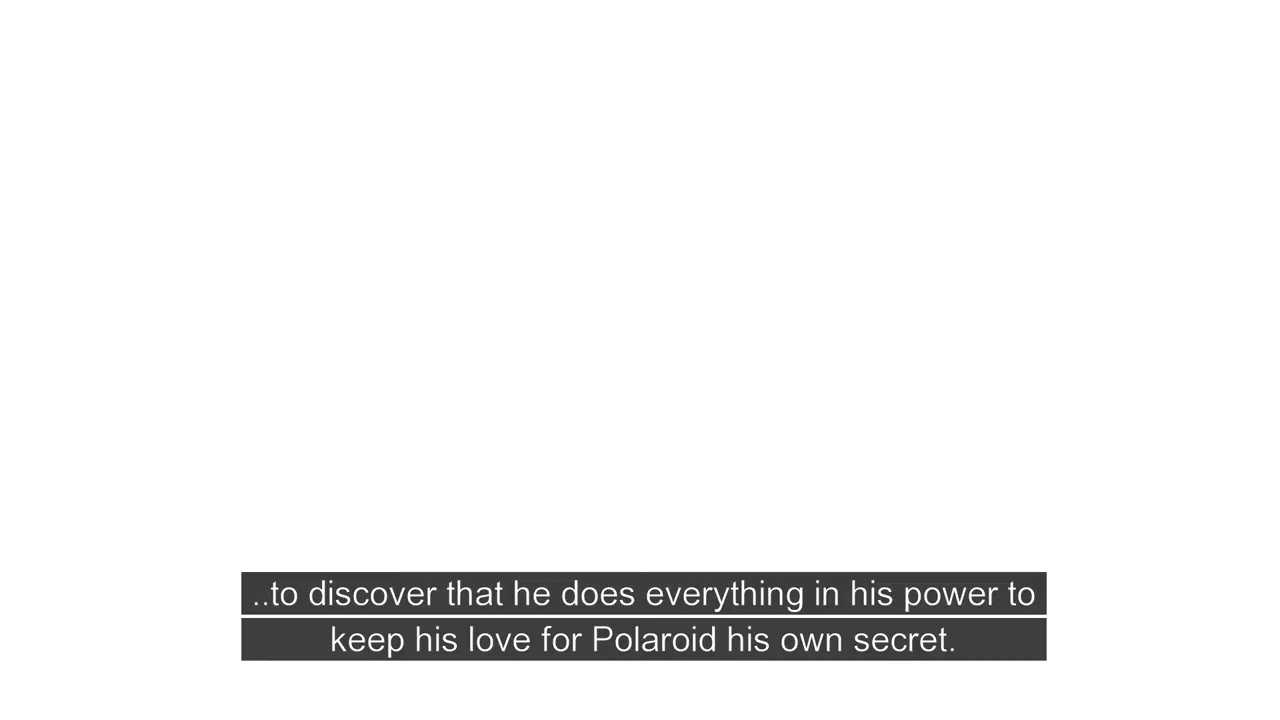 ..to discover that he does everything in his power to
keep his love for Polaroid his own secret.